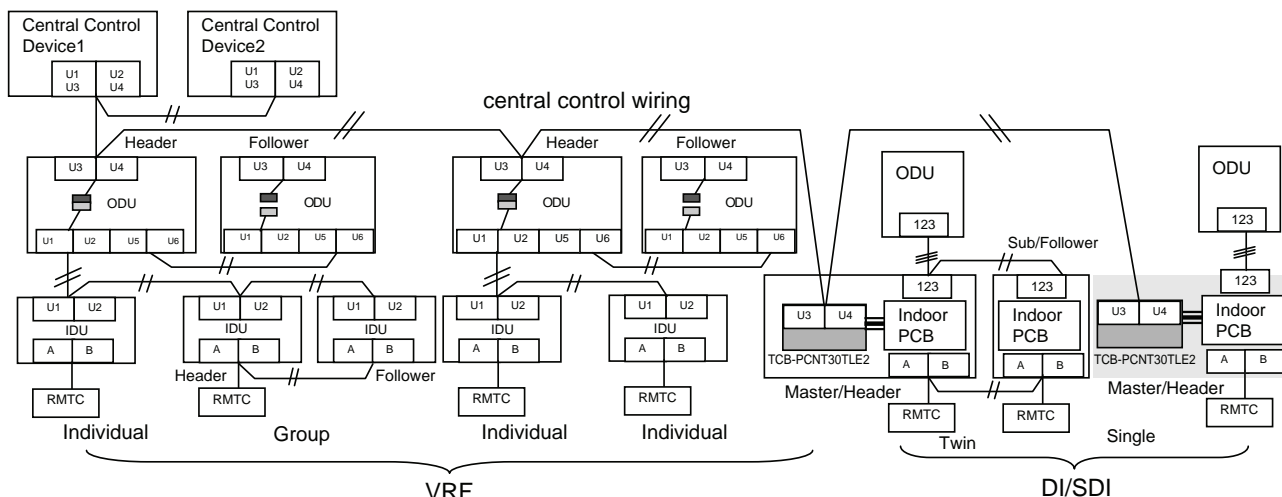 Central Control
Device1
U1 U2
U3 U4
Central Control
Device2
U1 U2
U3 U4
central control wiring
Header
U3 U4
ODU
U1 U2 U5 U6
Follower
U3 U4
ODU
U1 U2 U5 U6
Header
U3 U4
ODU
U1 U2 U5 U6
Follower
U3 U4
ODU
U1 U2 U5 U6
ODU
123
ODU
123
Sub/Follower
U1 U2
IDU
A B
RMTC
Individual
U1 U2
IDU
A B
Header
RMTC
U1 U2
IDU
A B
Follower
Group
U1 U2
IDU
A B
RMTC
Individual
U1 U2
IDU
A B
RMTC
Individual
VRF
U3 U4
TCB-PCNT30TLE2
123
Indoor
PCB
A B
Master/Header
RMTC
123
Indoor
PCB
A B
RMTC
Twin
U3 U4
TCB-PCNT30TLE2
123
Indoor
PCB
A B
Master/Header
RMTC
Single
DI/SDI